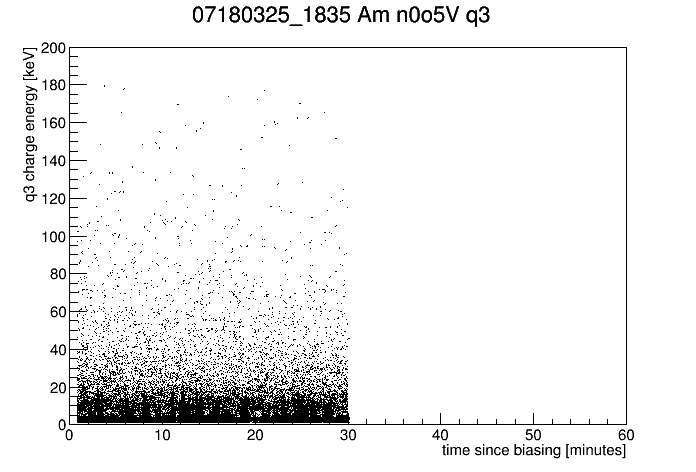 07180325_1835 Am n0o5V q3
q3 charge energy [keV]
200
180
160
140
120
100
80
60
40
20
0
0 10 20 30 40 50 60
time since biasing [minutes]